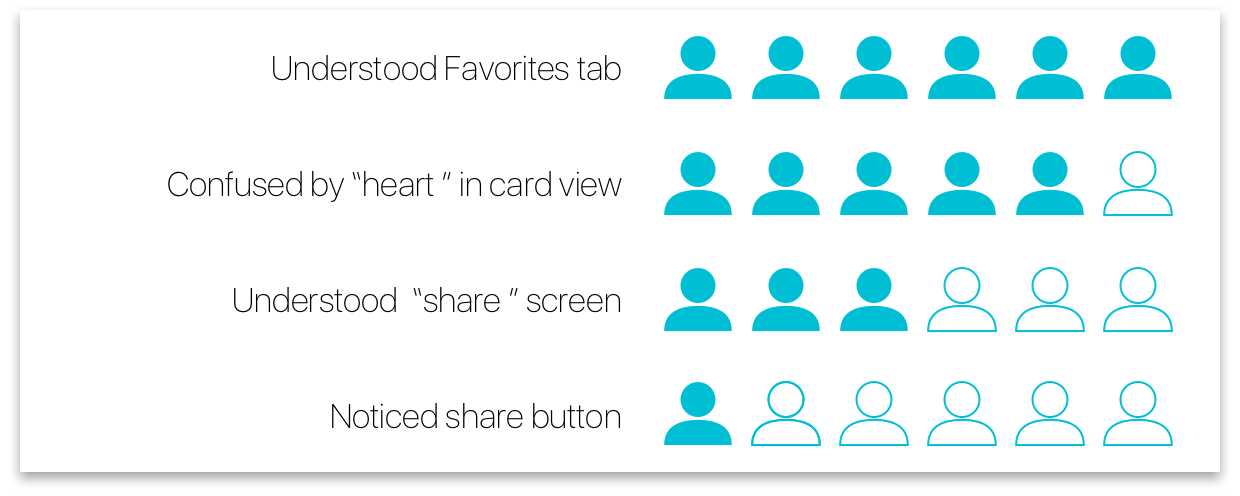 Understood Favorites tab
Confused by “heart ” in card view
Understood  “share ” screen
Noticed share button